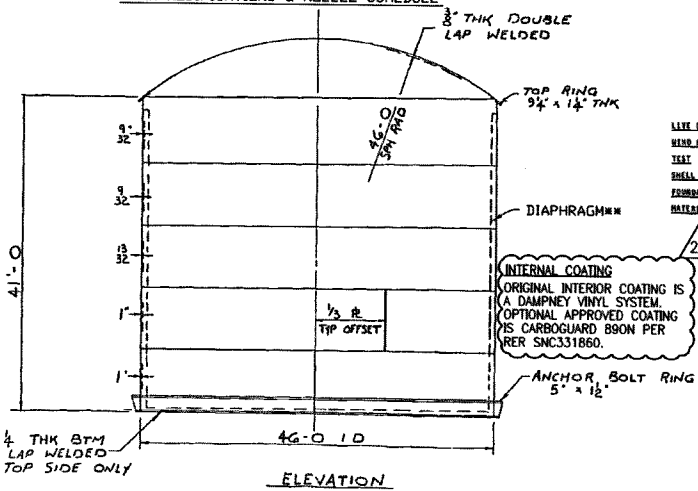 3/8" THK DOUBLE
LAP WELDED
TOP RING
9 1/4" x 1 1/4" THK
46-0
SPH RAD
9/32"
9/32
13/32
1"
1"
41'-0
DIAPHRAGM**
TEST
SHELL
2
INTERNAL COATING
ORIGINAL INTERIOR COATING IS
A DAMPNEY VINYL SYSTEM.
OPTIONAL APPROVED COATING
IS CARBOGUARD 890N PER
RER SNC331860.
1/3 PL
TYP OFFSET
ANCHOR BOLT RING
5" x 1 1/2"
1/4 THK BTM
LAP WELDED
TOP SIDE ONLY
46-0 ID
ELEVATION